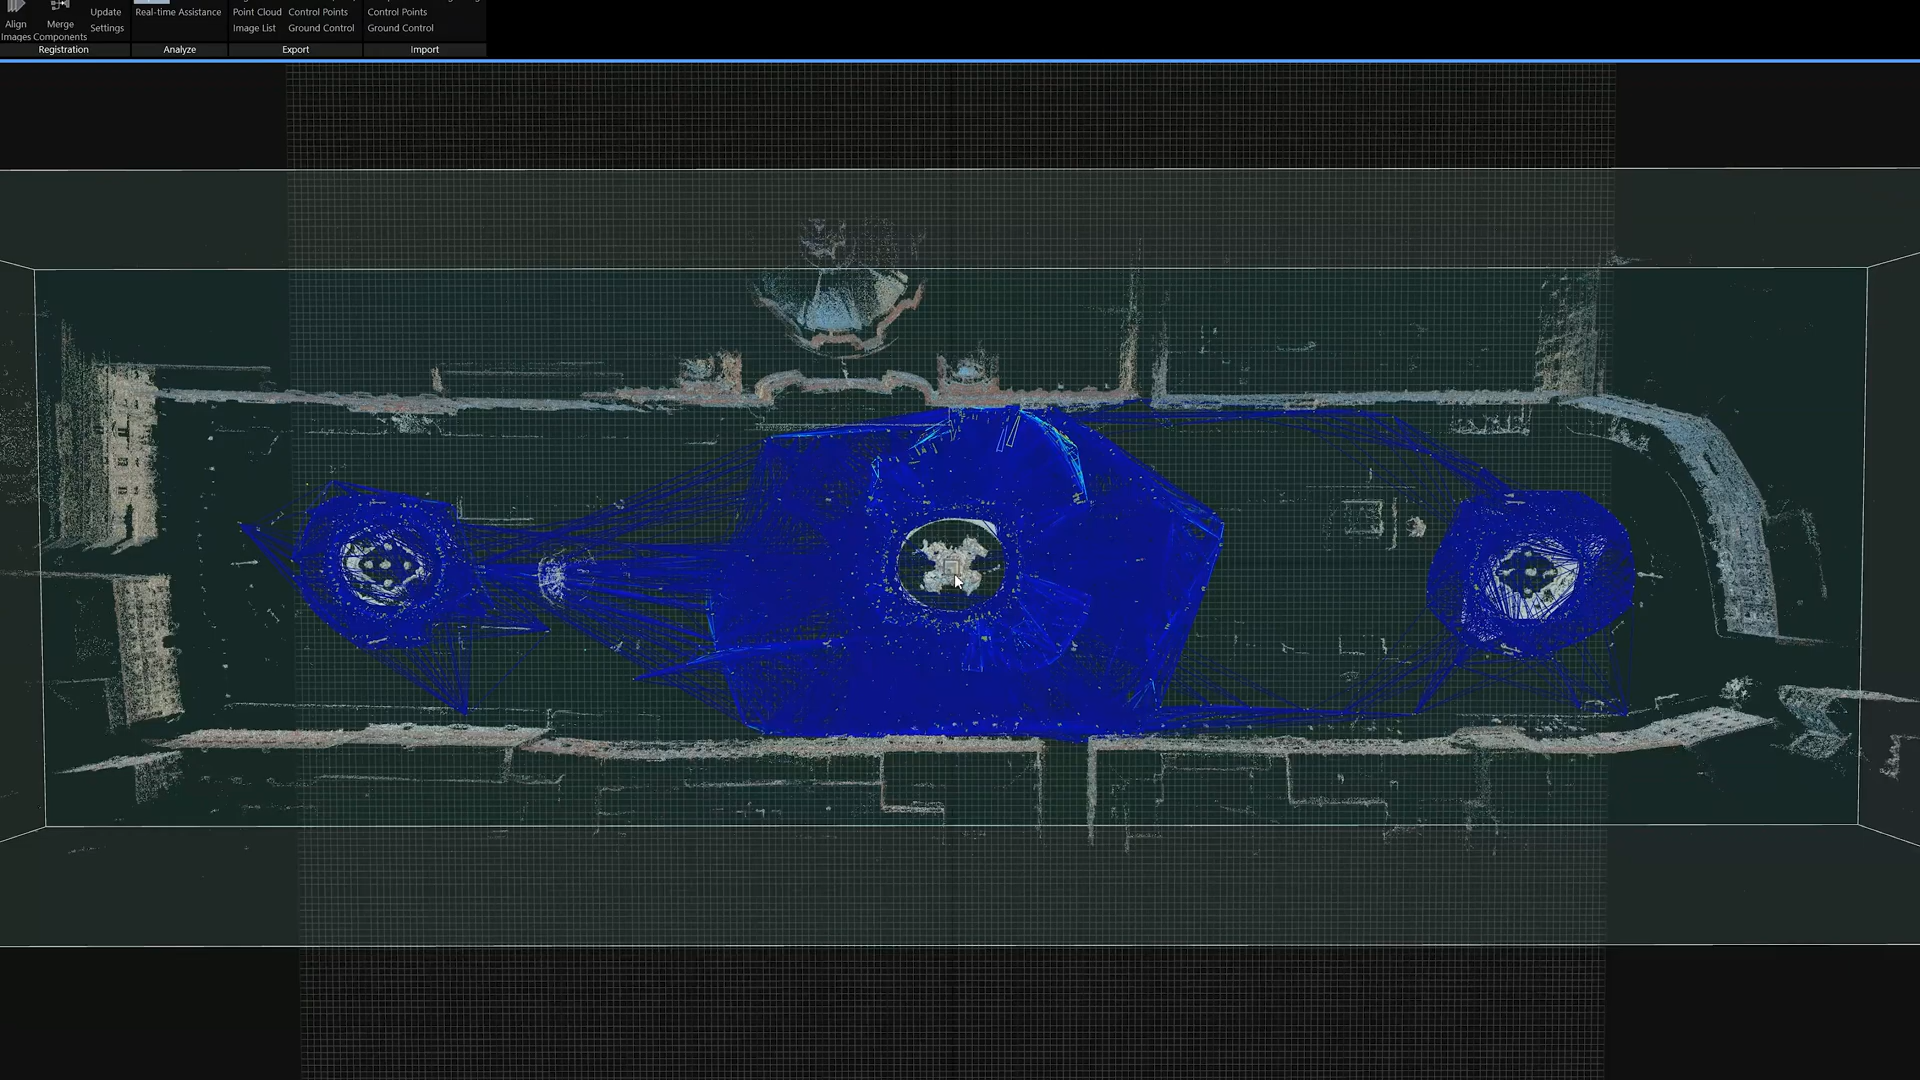 Update
Real-time Assistance
Point Cloud
Control Points
Control Points
Align
Images
Merge
Components
Settings
Image List
Ground Control
Ground Control
Registration
Analyze
Export
Import